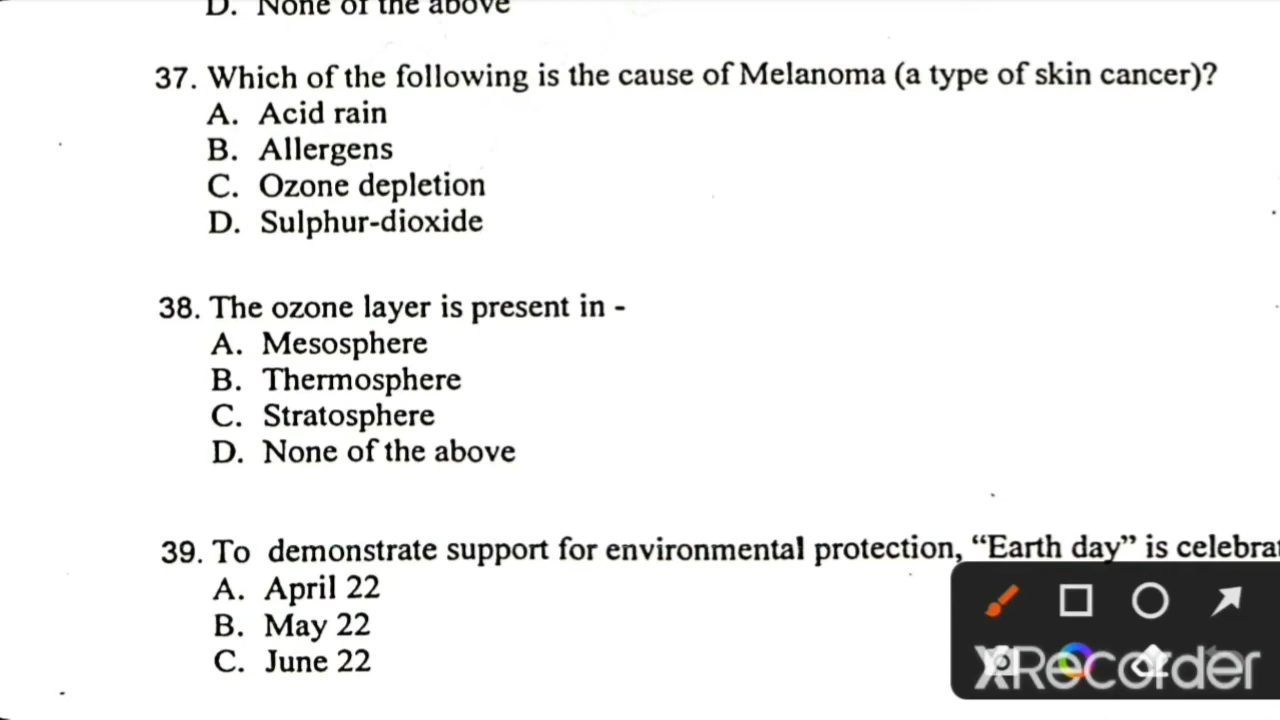 D. None of the above
37. Which of the following is the cause of Melanoma (a type of skin cancer)?
A. Acid rain
B. Allergens
C. Ozone depletion
D. Sulphur-dioxide
38. The ozone layer is present in -
A. Mesosphere
B. Thermosphere
C. Stratosphere
D. None of the above
39. To demonstrate support for environmental protection, “Earth day” is celebra
A. April 22
B. May 22
C. June 22
XRecorder